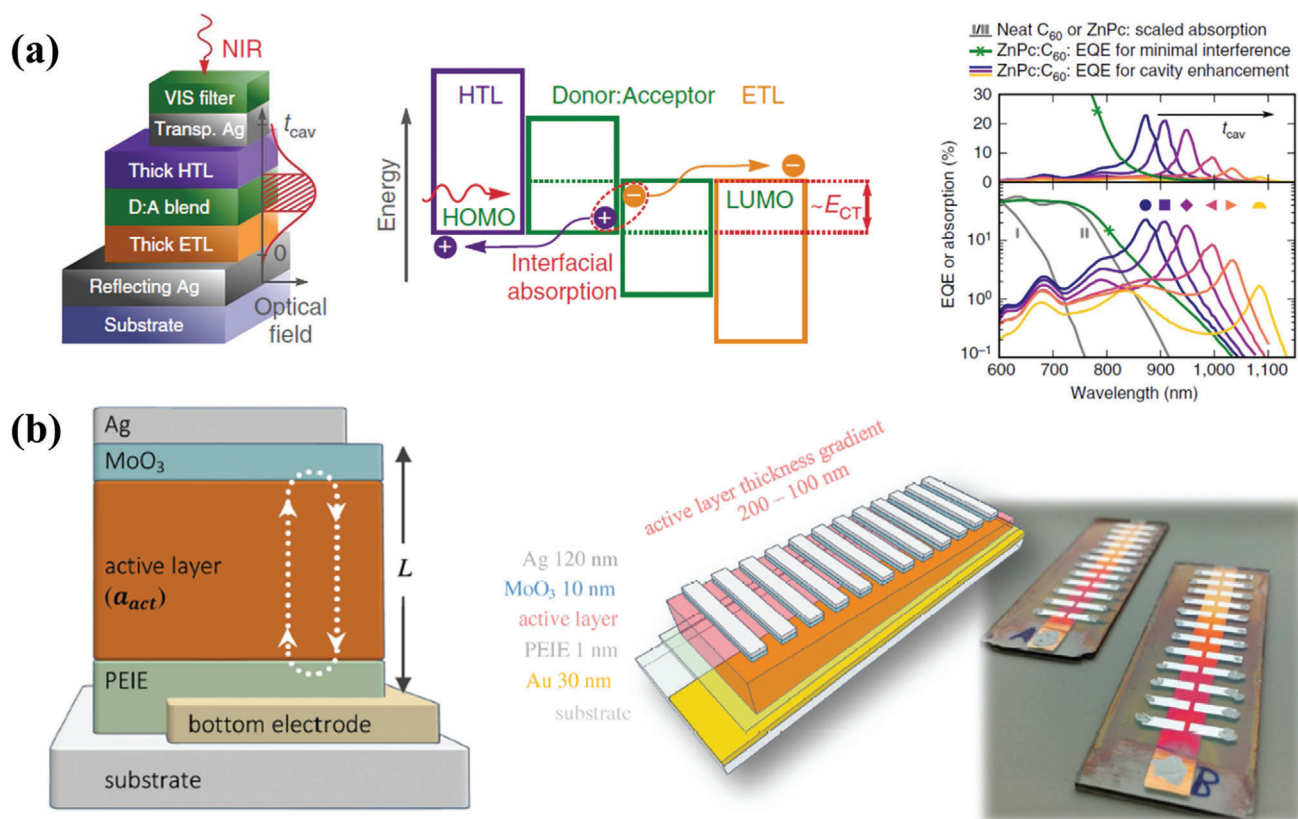 (a)
NIR
VIS filter
Transp. Ag
Thick HTL
D:A blend
Thick ETL
Reflecting Ag
Substrate
t_cav
0
Optical
field
Energy
HTL
Donor:Acceptor
ETL
HOMO
LUMO
+
−
+
−
~E_CT
Interfacial
absorption
I/II Neat C₆₀ or ZnPc: scaled absorption
ZnPc:C₆₀: EQE for minimal interference
ZnPc:C₆₀: EQE for cavity enhancement
30
20
10
0
t_cav
EQE or absorption (%)
I
II
10¹
10⁰
10⁻¹
600 700 800 900 1,000 1,100
Wavelength (nm)
(b)
Ag
MoO₃
active layer
(a_act)
PEIE
bottom electrode
substrate
L
active layer thickness gradient
200 – 100 nm
Ag 120 nm
MoO₃ 10 nm
active layer
PEIE 1 nm
Au 30 nm
substrate
A
B